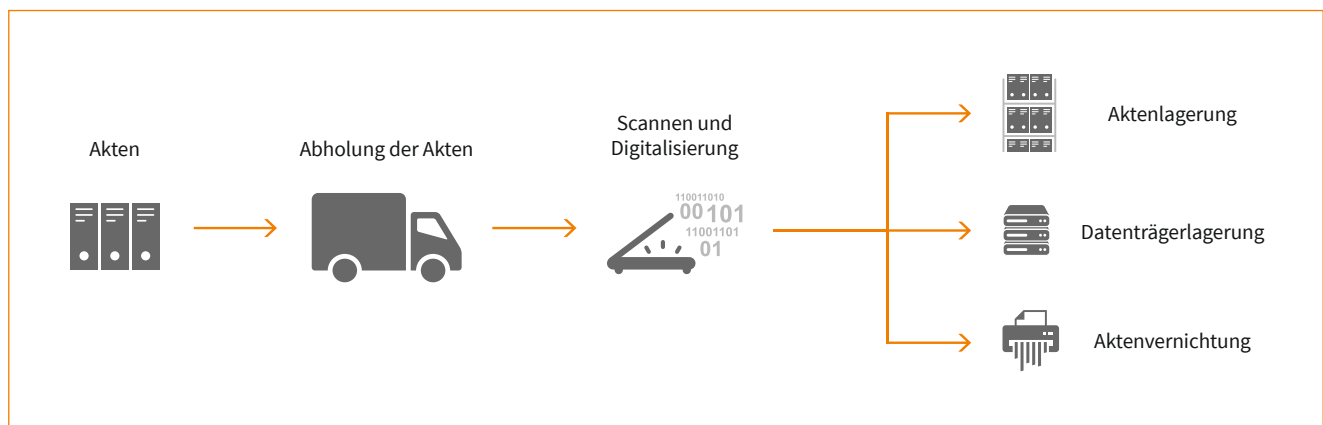 Akten
Abholung der Akten
Scannen und
Digitalisierung
110011010
00101
11001101
01
Aktenlagerung
Datenträgerlagerung
Aktenvernichtung